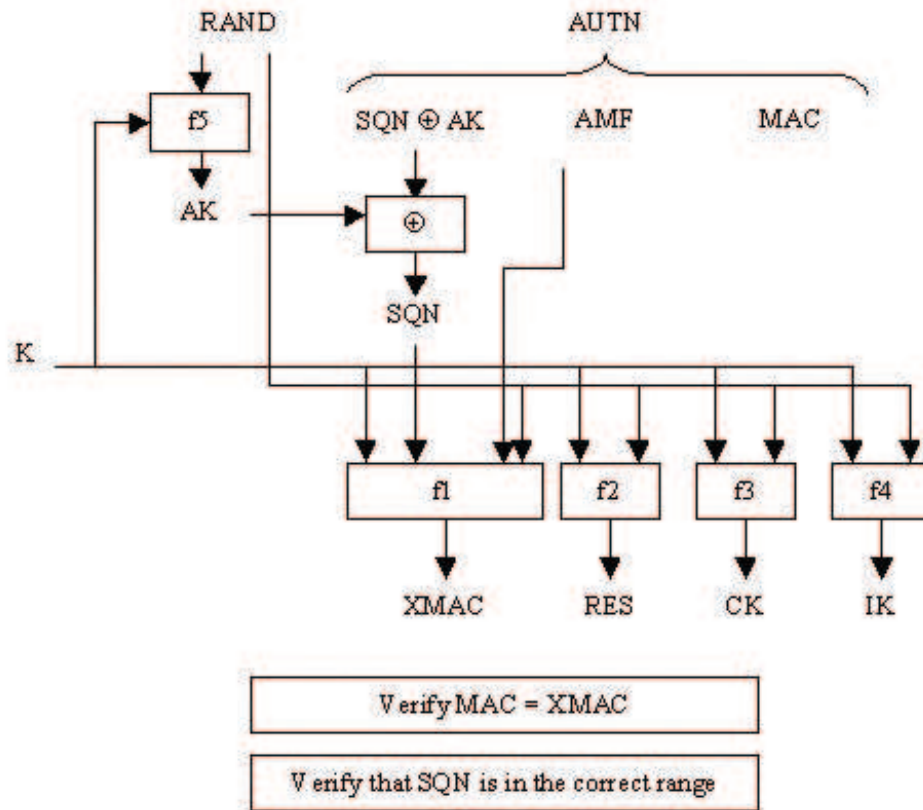 RAND AUTN
f5 SQN ⊕ AK AMF MAC
AK ⊕
SQN
K
f1 f2 f3 f4
XMAC RES CK IK
Verify MAC = XMAC
Verify that SQN is in the correct range